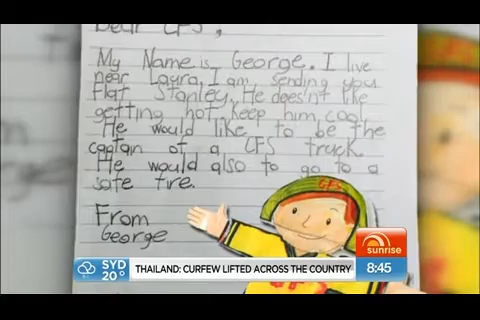 Dear CFS,
My Name is George. I live
near Laura. I am sending you
flat Stanley. He doesn't like
getting hot keep him cool.
He would like to be the
captain of a CFS truck
He would also to go to a
safe fire.
From
George
CFS
CFS
sunrise
SYD
20°
THAILAND: CURFEW LIFTED ACROSS THE COUNTRY
8:45